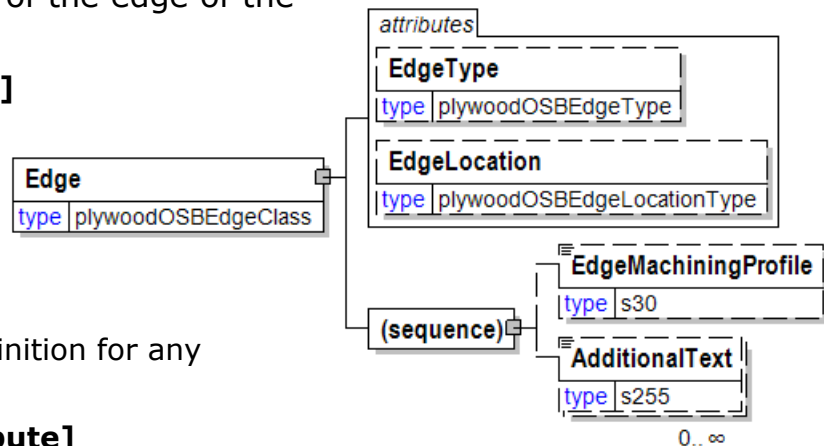 of the edge of the
]
inition for any
bute]
attributes
EdgeType
type plywoodOSBEdgeType
EdgeLocation
type plywoodOSBEdgeLocationType
Edge
type plywoodOSBEdgeClass
(sequence)
EdgeMachiningProfile
type s30
AdditionalText
type s255
0.. ∞